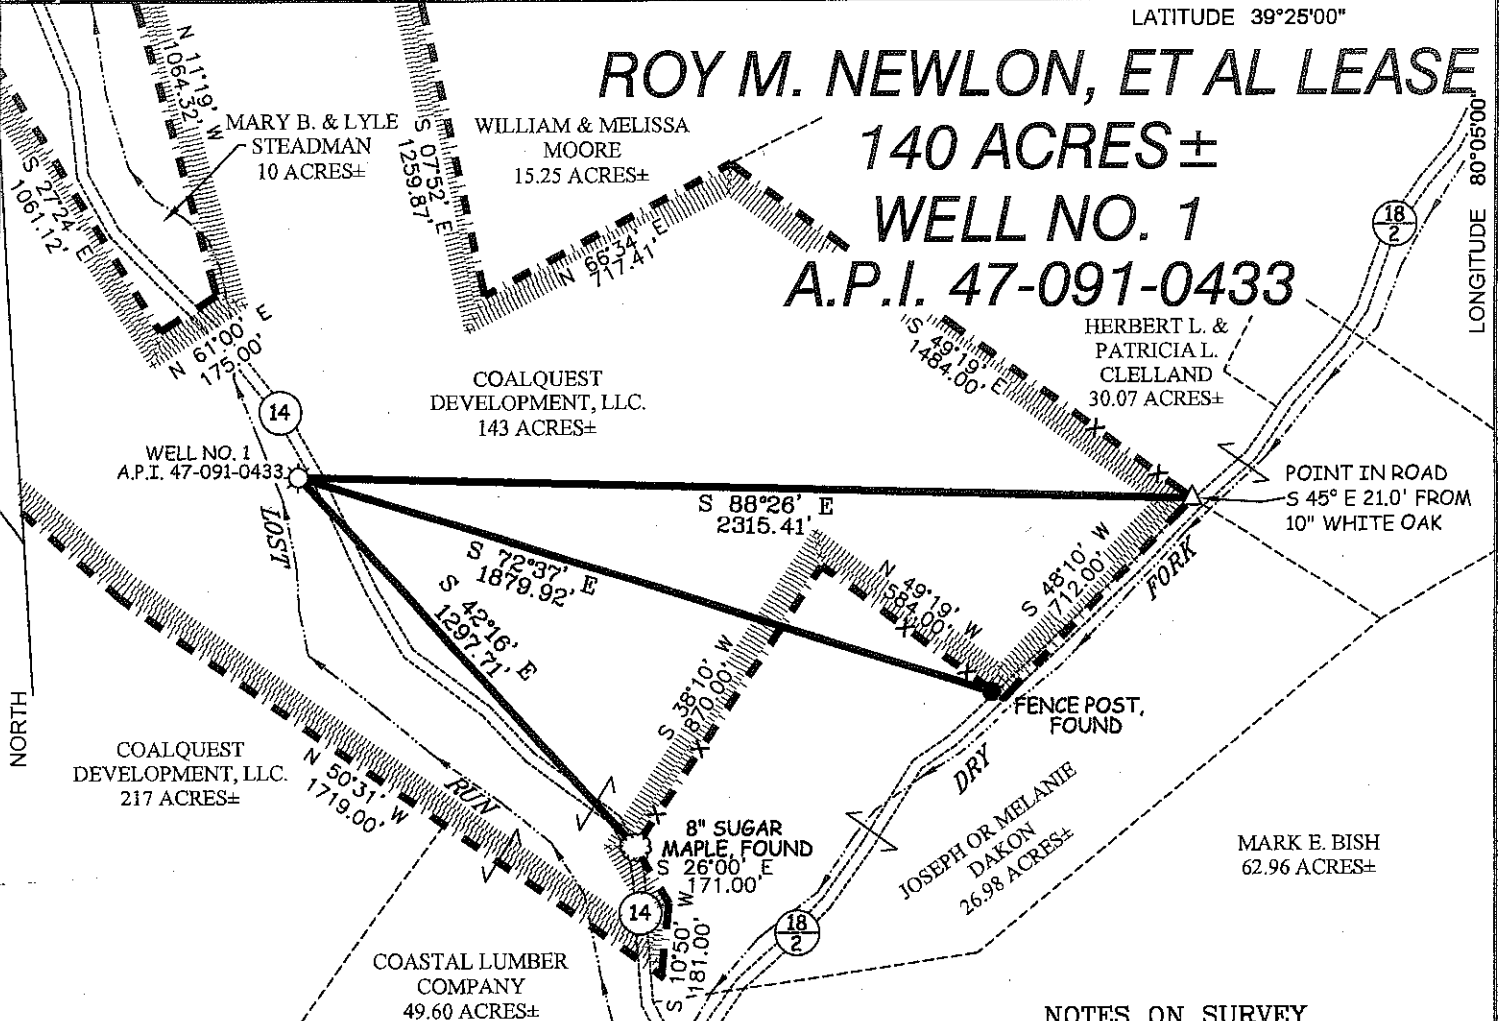 LATITUDE 39°25'00"
ROY M. NEWLON, ET AL LEASE
140 ACRES±
WELL NO. 1
A.P.I. 47-091-0433
LONGITUDE 80°05'00"
N 11°19' W
1064.32'
MARY B. & LYLE
STEADMAN
10 ACRES±
S 07°52' E
1259.87'
WILLIAM & MELISSA
MOORE
15.25 ACRES±
S 27°24' E
1061.12'
N 66°34' E
717.41'
18
2
N 61°00' E
175.00'
S 49°19' E
1484.00'
HERBERT L. &
PATRICIA L.
CLELLAND
30.07 ACRES±
COALQUEST
DEVELOPMENT, LLC.
143 ACRES±
14
WELL NO. 1
A.P.I. 47-091-0433
POINT IN ROAD
S 45° E 21.0' FROM
10" WHITE OAK
S 88°26' E
2315.41'
LOST
S 72°37' E
1879.92'
S 42°16' E
1297.71'
N 49°19' W
584.00'
S 48°10' W
712.00'
FORK
S 38°10' W
870.00'
FENCE POST,
FOUND
NORTH
COALQUEST
DEVELOPMENT, LLC.
217 ACRES±
N 50°31' W
1719.00'
RUN
DRY
8" SUGAR
MAPLE, FOUND
S 26°00' E
171.00'
JOSEPH OR MELANIE
DAKON
26.98 ACRES±
MARK E. BISH
62.96 ACRES±
14
S 10°50' W
181.00'
18
2
COASTAL LUMBER
COMPANY
49.60 ACRES±
NOTES ON SURVEY